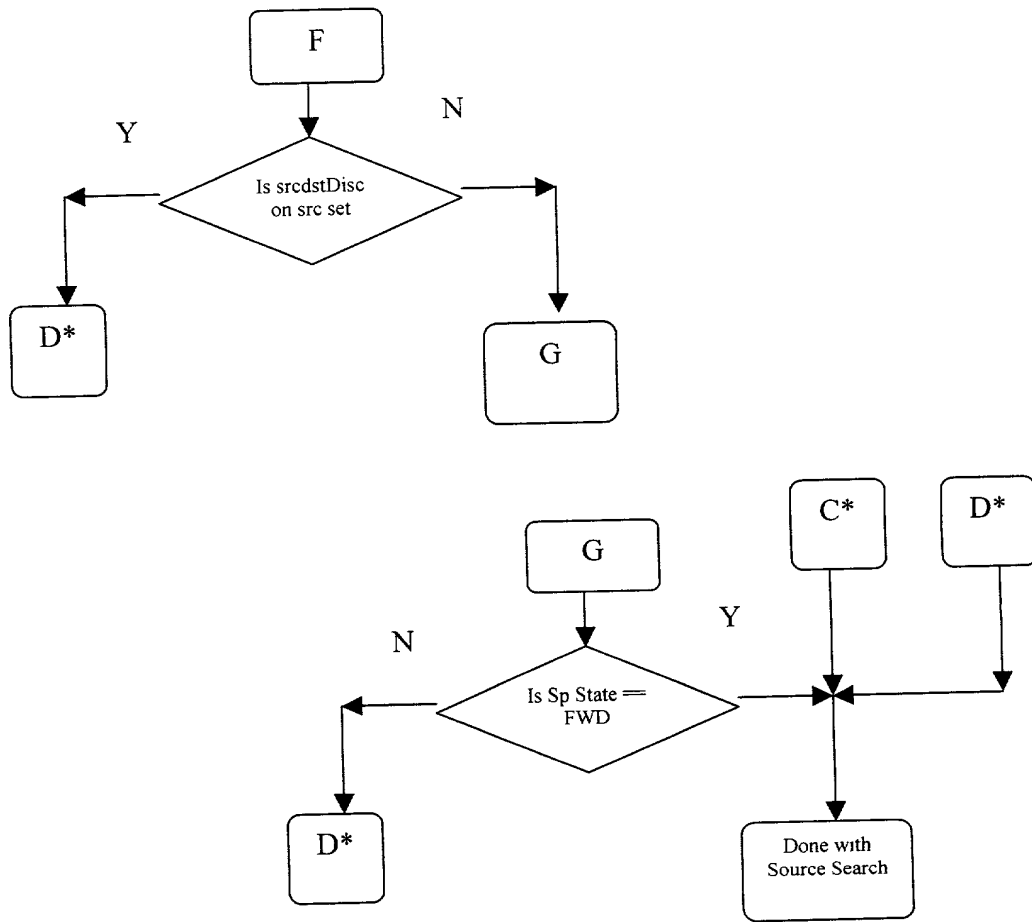 F
Y
N
Is srcdstDisc
on src set
D*
G
C*
D*
G
N
Y
Is Sp State ==
FWD
D*
Done with
Source Search